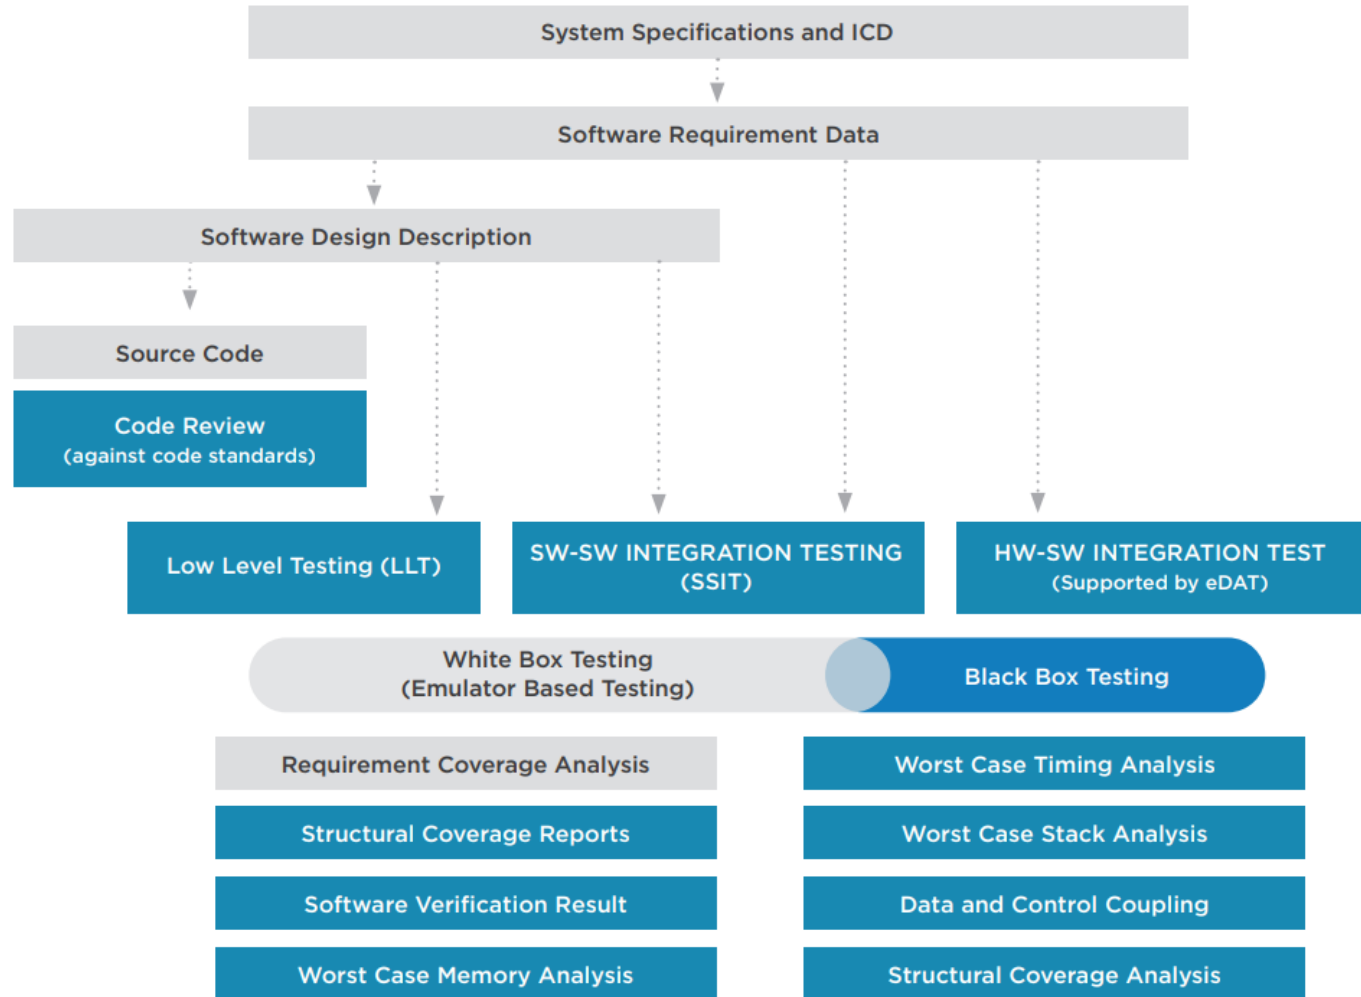 System Specifications and ICD
Software Requirement Data
Software Design Description
Source Code
Code Review
(against code standards)
Low Level Testing (LLT)
SW-SW INTEGRATION TESTING
(SSIT)
HW-SW INTEGRATION TEST
(Supported by eDAT)
White Box Testing
(Emulator Based Testing)
Black Box Testing
Requirement Coverage Analysis
Worst Case Timing Analysis
Structural Coverage Reports
Worst Case Stack Analysis
Software Verification Result
Data and Control Coupling
Worst Case Memory Analysis
Structural Coverage Analysis